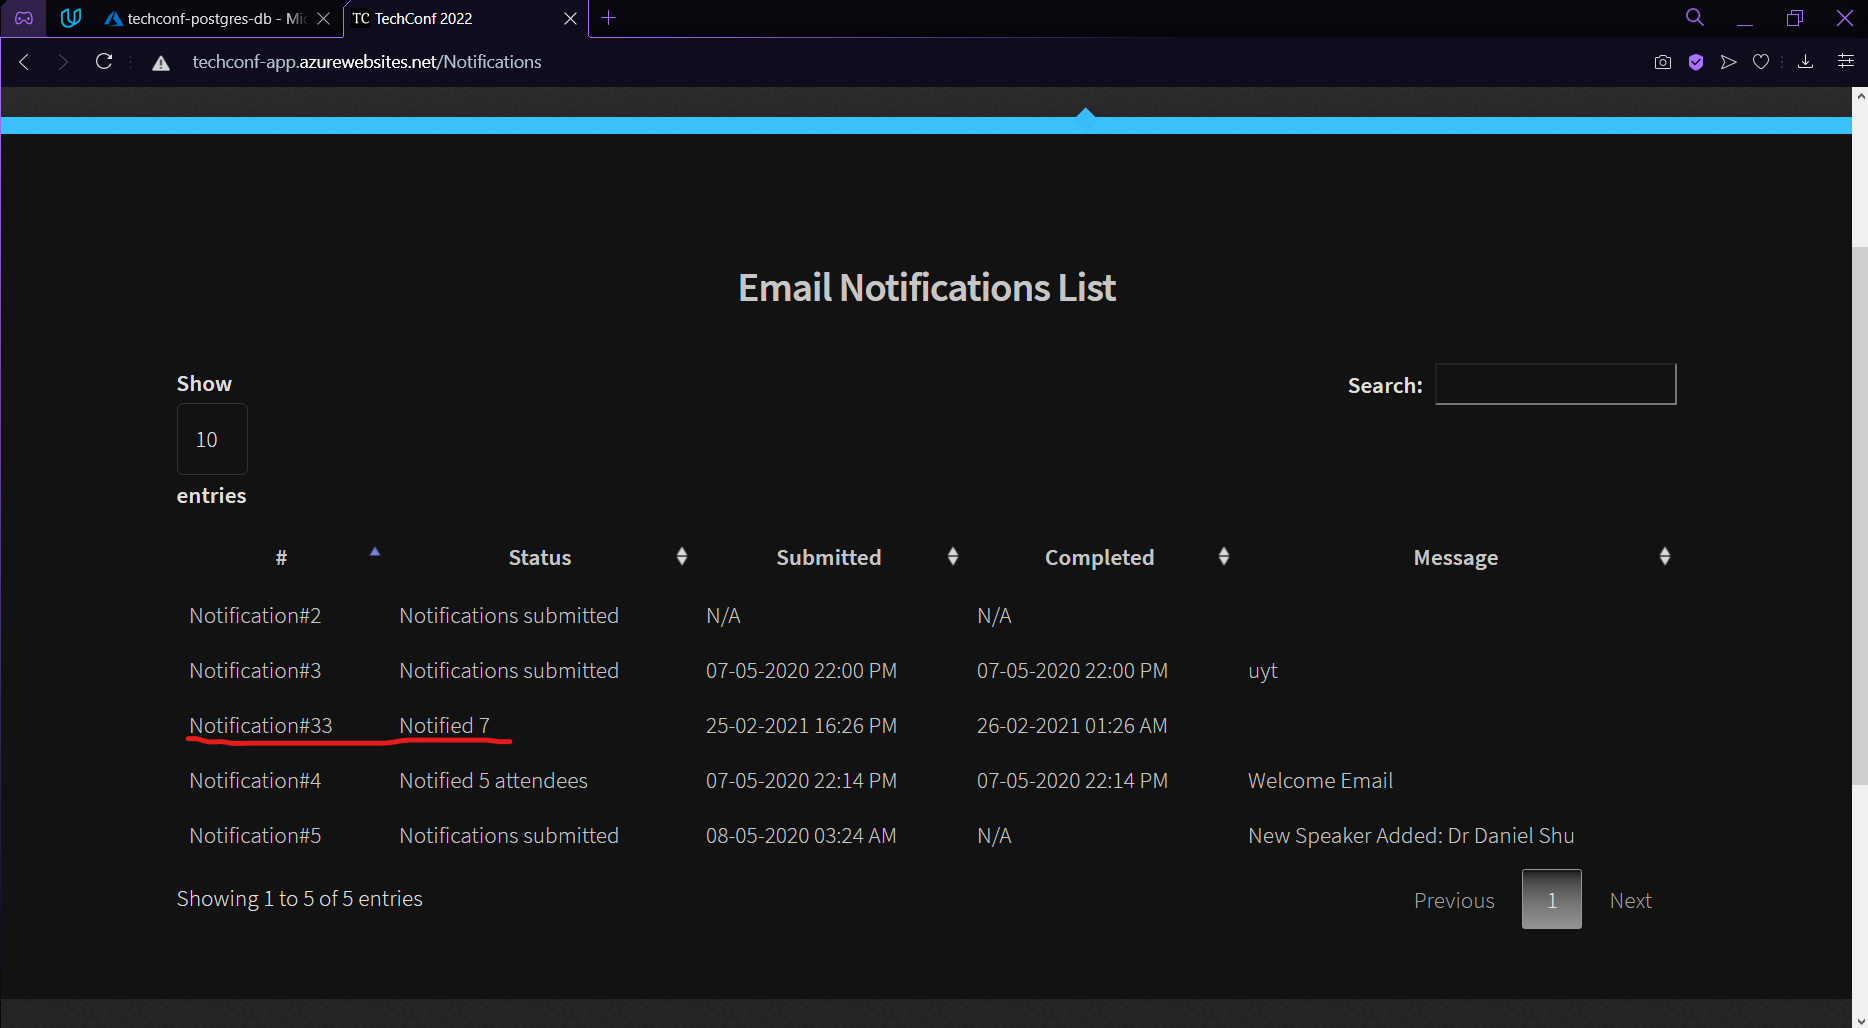 techconf-postgres-db - Mi
TC TechConf 2022
techconf-app.azurewebsites.net/Notifications
Email Notifications List
Show
10
entries
Search:
# Status Submitted Completed Message
Notification#2 Notifications submitted N/A N/A
Notification#3 Notifications submitted 07-05-2020 22:00 PM 07-05-2020 22:00 PM uyt
Notification#33 Notified 7 25-02-2021 16:26 PM 26-02-2021 01:26 AM
Notification#4 Notified 5 attendees 07-05-2020 22:14 PM 07-05-2020 22:14 PM Welcome Email
Notification#5 Notifications submitted 08-05-2020 03:24 AM N/A New Speaker Added: Dr Daniel Shu
Showing 1 to 5 of 5 entries
Previous 1 Next